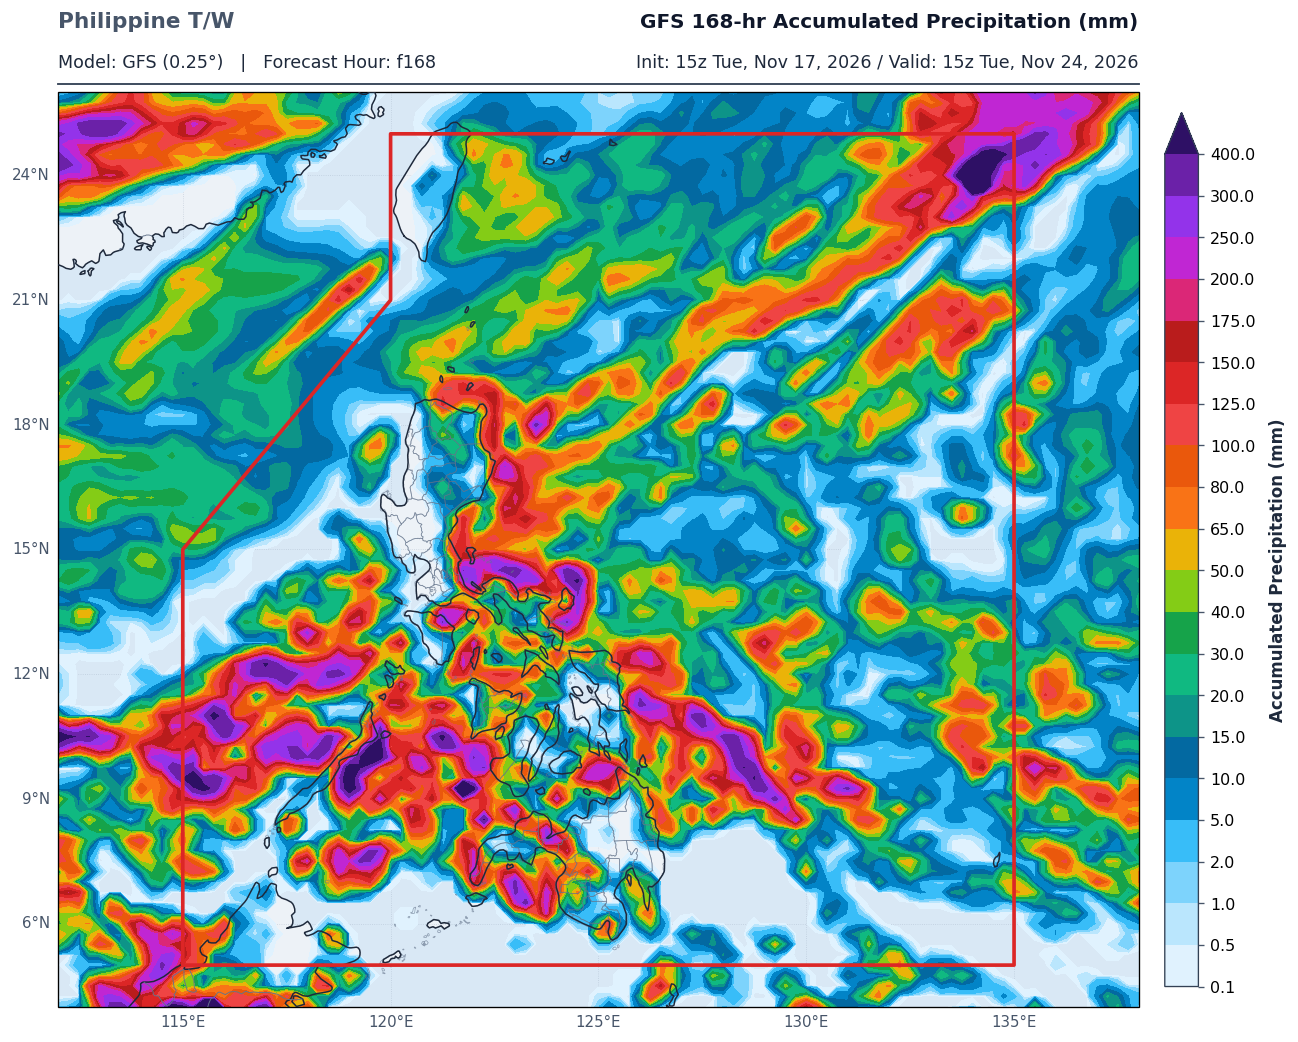 Philippine T/W
GFS 168-hr Accumulated Precipitation (mm)
Model: GFS (0.25°) | Forecast Hour: f168
Init: 15z Tue, Nov 17, 2026 / Valid: 15z Tue, Nov 24, 2026
24°N
21°N
18°N
15°N
12°N
9°N
6°N
115°E
120°E
125°E
130°E
135°E
400.0
300.0
250.0
200.0
175.0
150.0
125.0
100.0
80.0
65.0
50.0
40.0
30.0
20.0
15.0
10.0
5.0
2.0
1.0
0.5
0.1
Accumulated Precipitation (mm)